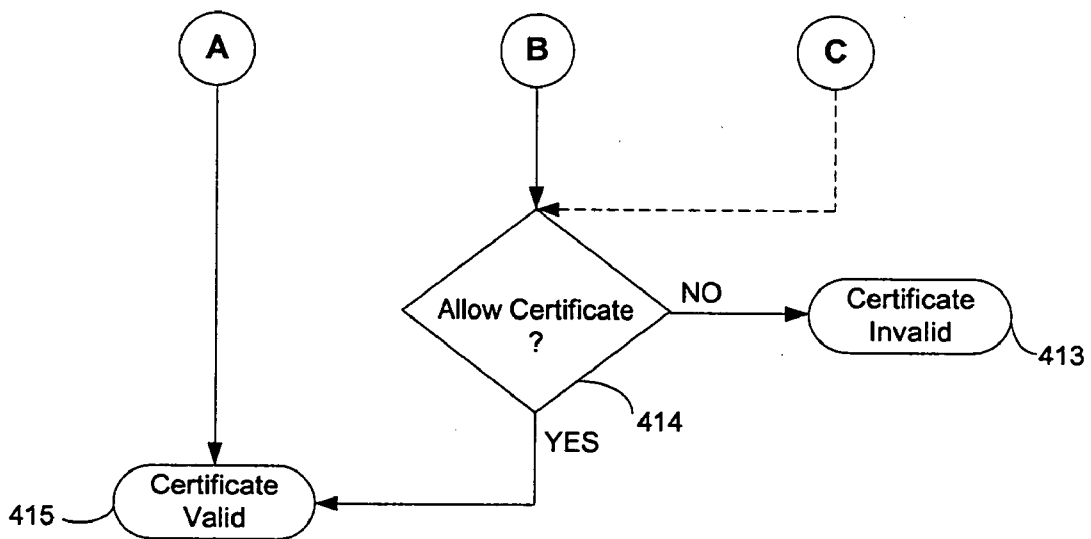 A
B
C
Allow Certificate
?
NO
Certificate
Invalid
413
414
YES
Certificate
Valid
415